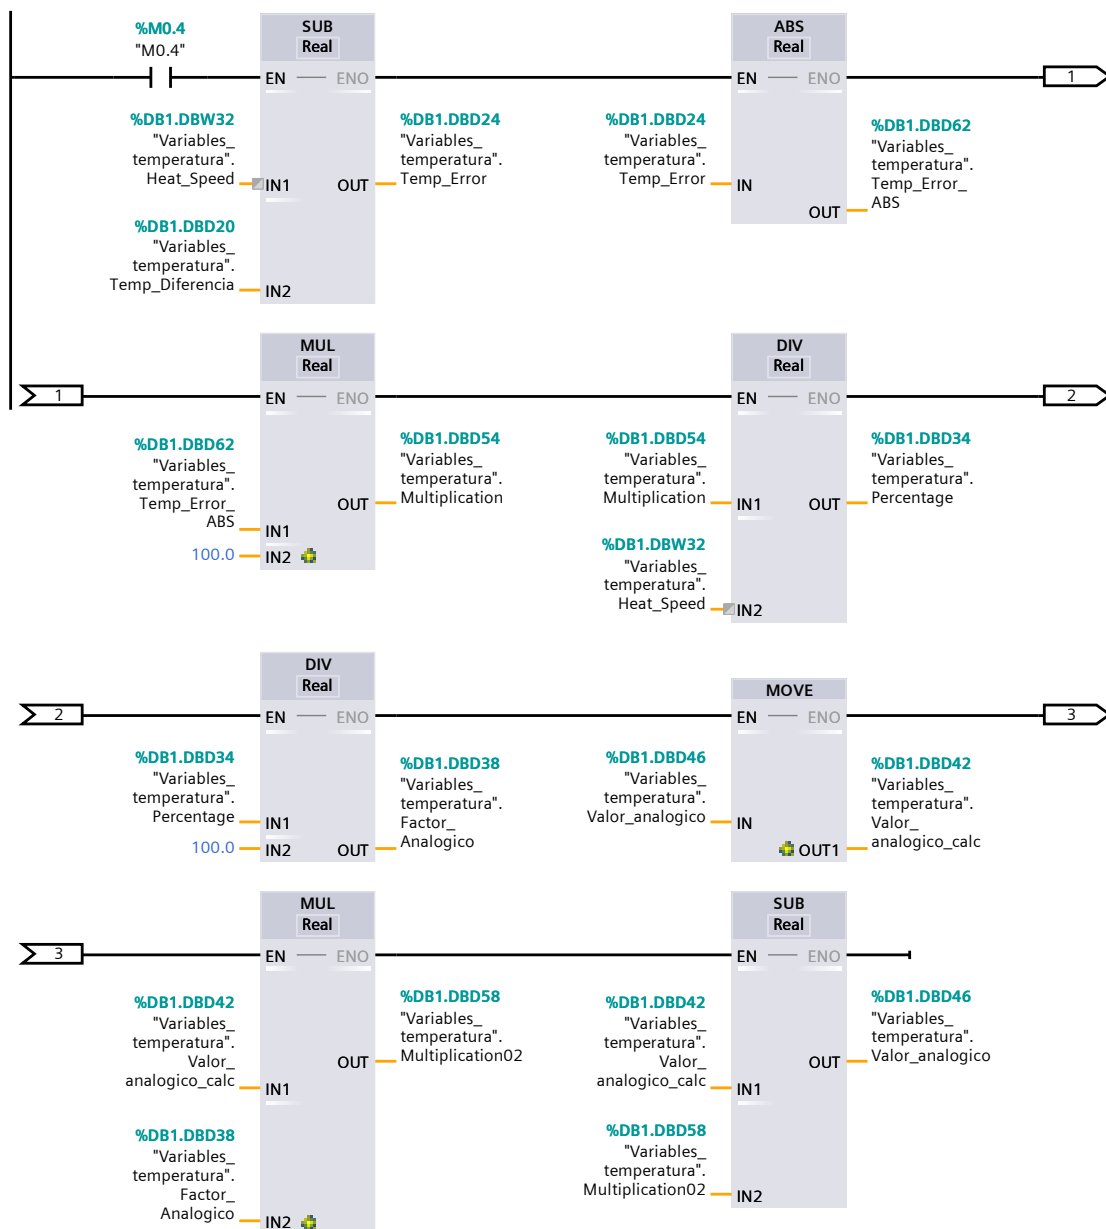 %M0.4
"M0.4"
SUB
Real
EN
ENO
%DB1.DBW32
"Variables_
temperatura".
Heat_Speed
IN1
%DB1.DBD20
"Variables_
temperatura".
Temp_Diferencia
IN2
OUT
%DB1.DBD24
"Variables_
temperatura".
Temp_Error
ABS
Real
EN
ENO
%DB1.DBD24
"Variables_
temperatura".
Temp_Error
IN
OUT
%DB1.DBD62
"Variables_
temperatura".
Temp_Error_
ABS
1
1
MUL
Real
EN
ENO
%DB1.DBD62
"Variables_
temperatura".
Temp_Error_
ABS
IN1
100.0
IN2
OUT
%DB1.DBD54
"Variables_
temperatura".
Multiplication
DIV
Real
EN
ENO
%DB1.DBD54
"Variables_
temperatura".
Multiplication
IN1
%DB1.DBW32
"Variables_
temperatura".
Heat_Speed
IN2
OUT
%DB1.DBD34
"Variables_
temperatura".
Percentage
2
2
DIV
Real
EN
ENO
%DB1.DBD34
"Variables_
temperatura".
Percentage
IN1
100.0
IN2
OUT
%DB1.DBD38
"Variables_
temperatura".
Factor_
Analogico
MOVE
EN
ENO
%DB1.DBD46
"Variables_
temperatura".
Valor_analogico
IN
OUT1
%DB1.DBD42
"Variables_
temperatura".
Valor_
analogico_calc
3
3
MUL
Real
EN
ENO
%DB1.DBD42
"Variables_
temperatura".
Valor_
analogico_calc
IN1
%DB1.DBD38
"Variables_
temperatura".
Factor_
Analogico
IN2
OUT
%DB1.DBD58
"Variables_
temperatura".
Multiplication02
SUB
Real
EN
ENO
%DB1.DBD42
"Variables_
temperatura".
Valor_
analogico_calc
IN1
%DB1.DBD58
"Variables_
temperatura".
Multiplication02
IN2
OUT
%DB1.DBD46
"Variables_
temperatura".
Valor_analogico